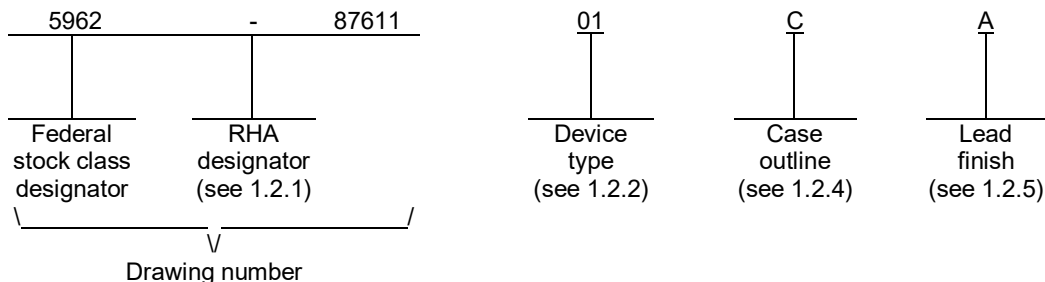 5962 - 87611 01 C A
Federal RHA Device Case Lead
stock class designator type outline finish
designator (see 1.2.1) (see 1.2.2) (see 1.2.4) (see 1.2.5)
\ /
\/
Drawing number